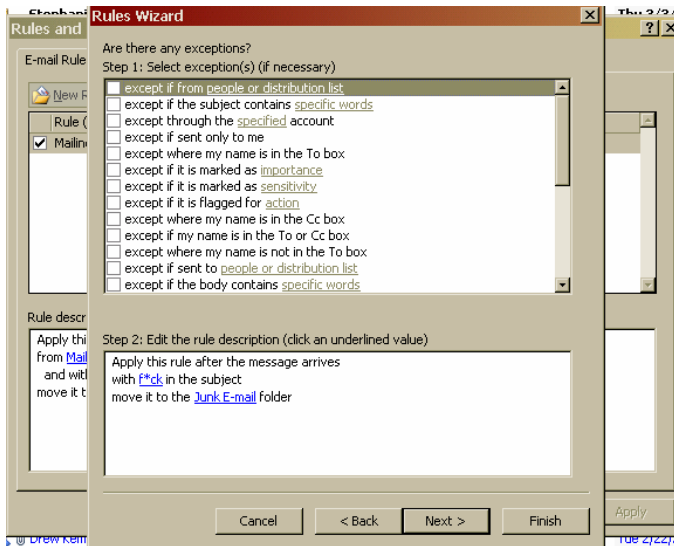 Stephani
Thu 3/3/
Rules and
Rules Wizard
E-mail Rule
Are there any exceptions?
Step 1: Select exception(s) (if necessary)
New R
Rule (
Mailin
except if from people or distribution list
except if the subject contains specific words
except through the specified account
except if sent only to me
except where my name is in the To box
except if it is marked as importance
except if it is marked as sensitivity
except if it is flagged for action
except where my name is in the Cc box
except if my name is in the To or Cc box
except where my name is not in the To box
except if sent to people or distribution list
except if the body contains specific words
Rule descr
Apply thi
from Mail
and witl
move it t
Step 2: Edit the rule description (click an underlined value)
Apply this rule after the message arrives
with f*ck in the subject
move it to the Junk E-mail folder
Cancel
< Back
Next >
Finish
Apply
Tue 2/22/